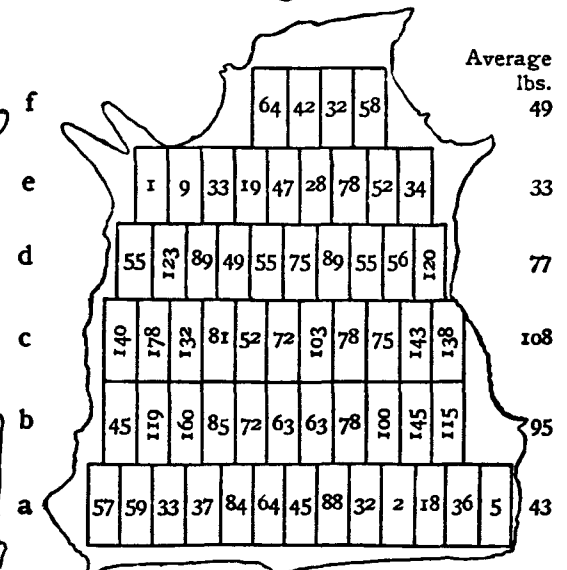 Average
lbs.
f 64 42 32 58 49
e 1 9 33 19 47 28 78 52 34 33
d 55 123 89 49 55 75 89 55 56 120 77
c 140 178 132 81 52 72 103 78 75 143 138 108
b 45 119 160 85 72 63 63 78 100 145 115 95
a 57 59 33 37 84 64 45 88 32 2 18 36 5 43